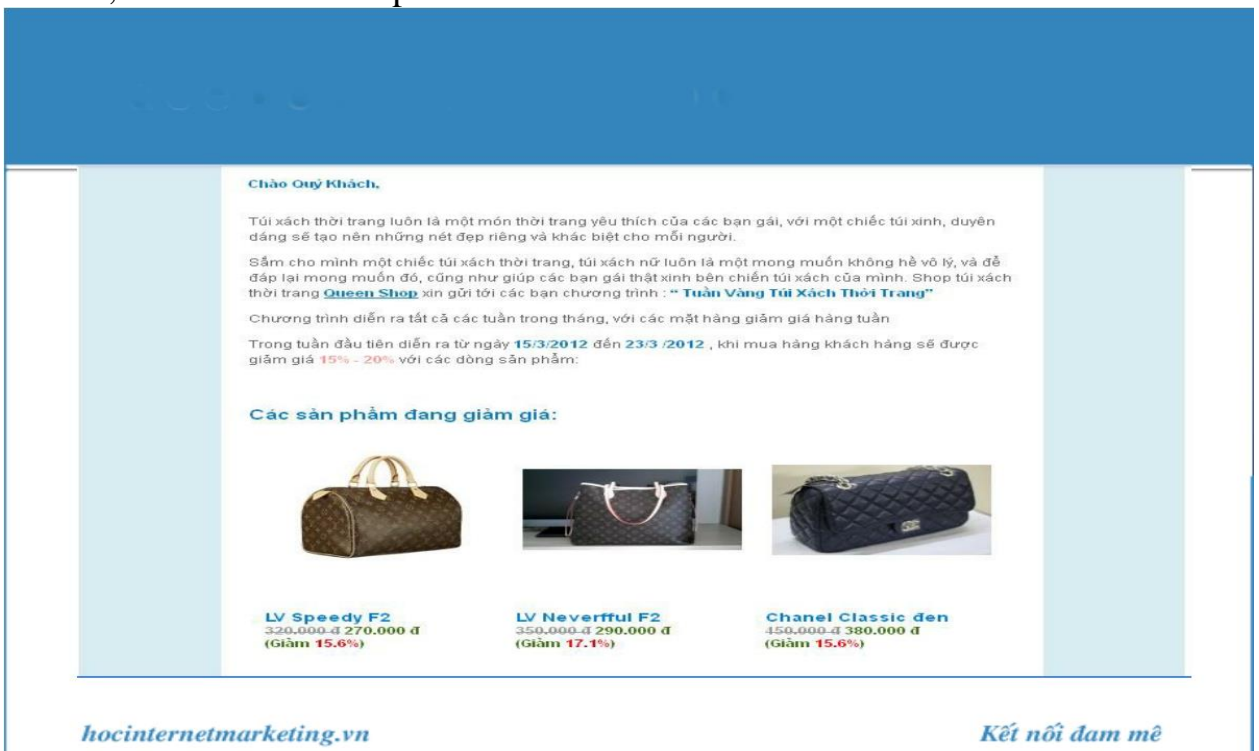 Chào Quý Khách,
Túi xách thời trang luôn là một món thời trang yêu thích của các bạn gái, với một chiếc túi xinh, duyên
dáng sẽ tạo nên những nét đẹp riêng và khác biệt cho mỗi người.
Sắm cho mình một chiếc túi xách thời trang, túi xách nữ luôn là một mong muốn không hề vô lý, và để
đáp lại mong muốn đó, cũng như giúp các bạn gái thật xinh bên chiến túi xách của mình. Shop túi xách
thời trang Queen Shop xin gửi tới các bạn chương trình : “ Tuần Vàng Túi Xách Thời Trang”
Chương trình diễn ra tất cả các tuần trong tháng, với các mặt hàng giảm giá hàng tuần
Trong tuần đầu tiên diễn ra từ ngày 15/3/2012 đến 23/3 /2012 , khi mua hàng khách hàng sẽ được
giảm giá 15% - 20% với các dòng sản phẩm:
Các sản phẩm đang giảm giá:
LV Speedy F2
320.000 đ 270.000 đ
(Giảm 15.6%)
LV Neverfful F2
350.000 đ 290.000 đ
(Giảm 17.1%)
Chanel Classic đen
450.000 đ 380.000 đ
(Giảm 15.6%)
hocinternetmarketing.vn
Kết nối đam mê